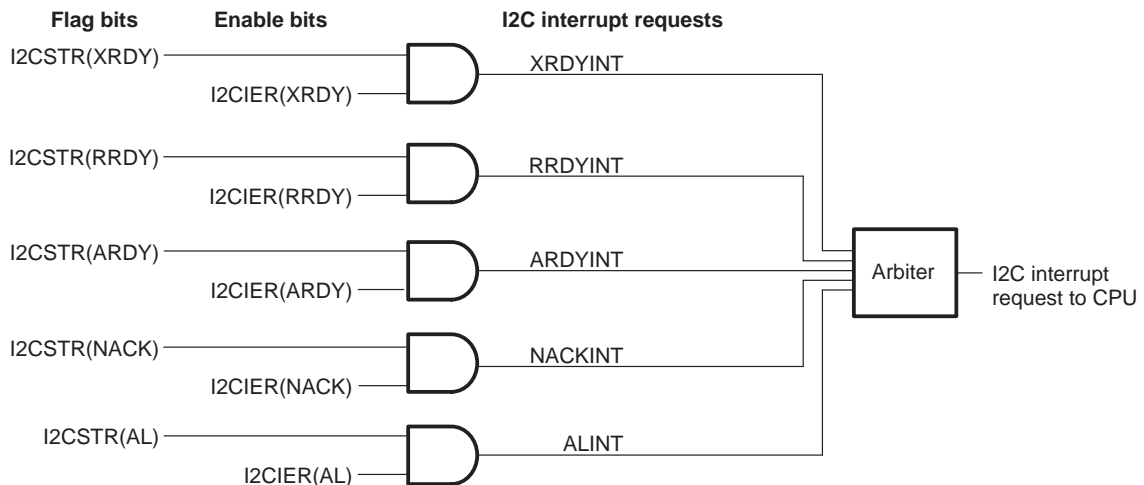 Flag bits
Enable bits
I2C interrupt requests
I2CSTR(XRDY)
XRDYINT
I2CIER(XRDY)
I2CSTR(RRDY)
RRDYINT
I2CIER(RRDY)
I2CSTR(ARDY)
ARDYINT
I2CIER(ARDY)
Arbiter
I2C interrupt
request to CPU
I2CSTR(NACK)
NACKINT
I2CIER(NACK)
I2CSTR(AL)
ALINT
I2CIER(AL)